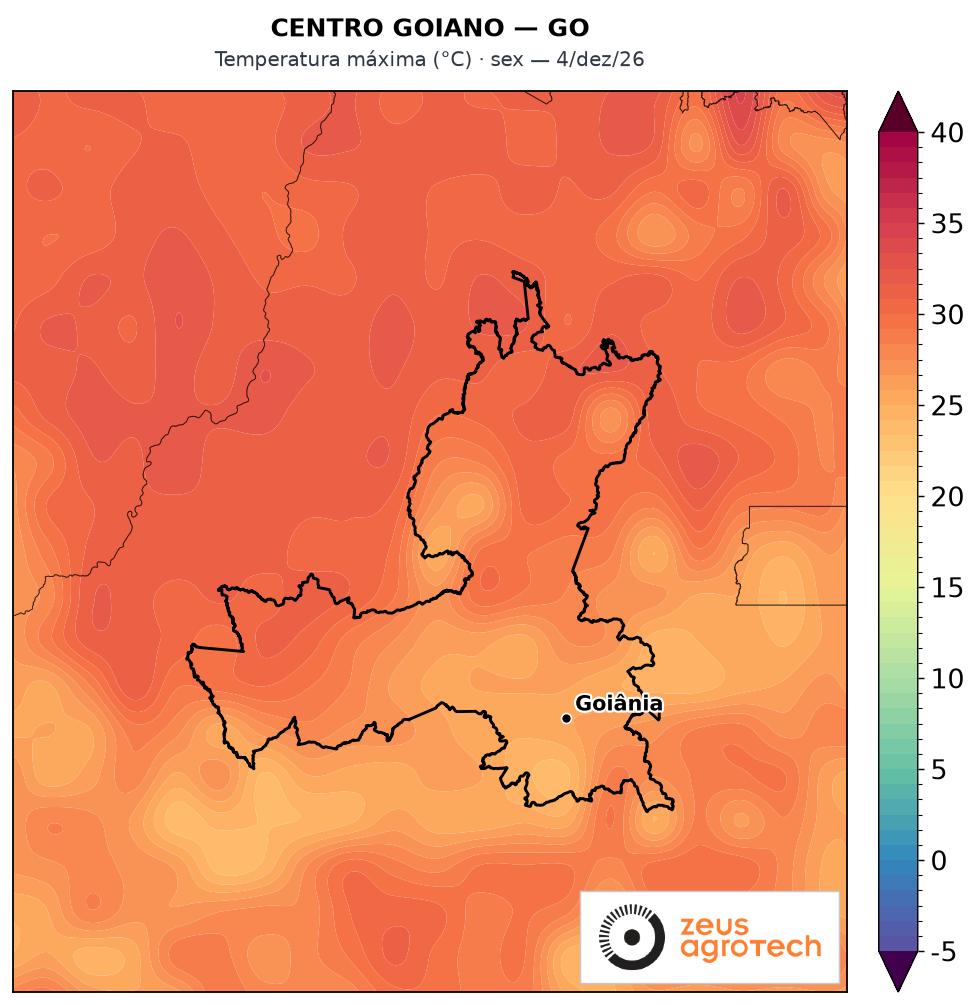 CENTRO GOIANO — GO
Temperatura máxima (°C) · sex — 4/dez/26
40
35
30
25
20
15
10
5
0
-5
Goiânia
zeus
agrotech